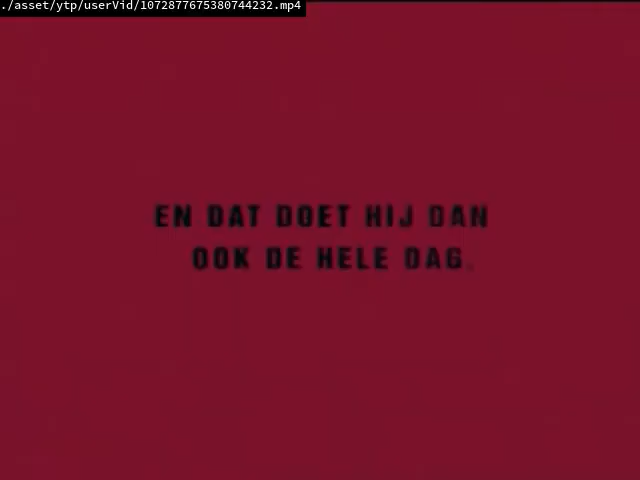 ./asset/ytp/userVid/1072877675380744232.mp4
EN DAT DOET HIJ DAN
OOK DE HELE DAG.